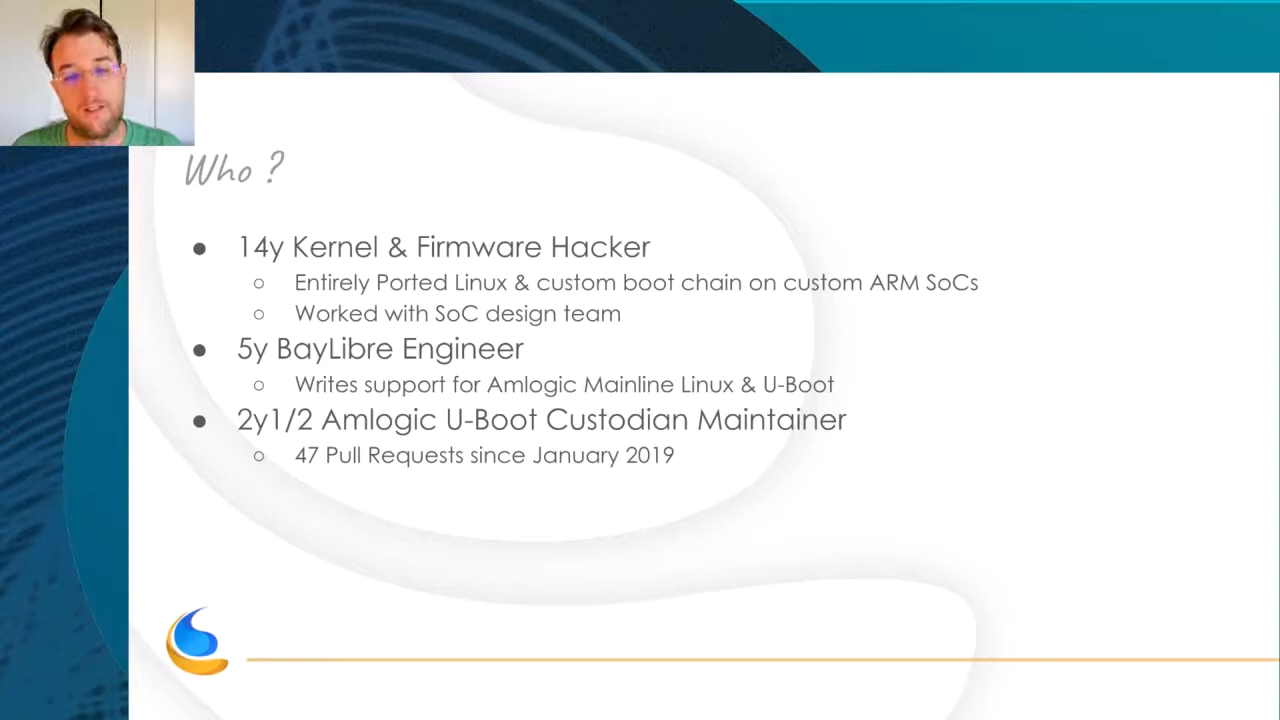 Who ?
● 14y Kernel & Firmware Hacker
○ Entirely Ported Linux & custom boot chain on custom ARM SoCs
○ Worked with SoC design team
● 5y BayLibre Engineer
○ Writes support for Amlogic Mainline Linux & U-Boot
● 2y1/2 Amlogic U-Boot Custodian Maintainer
○ 47 Pull Requests since January 2019